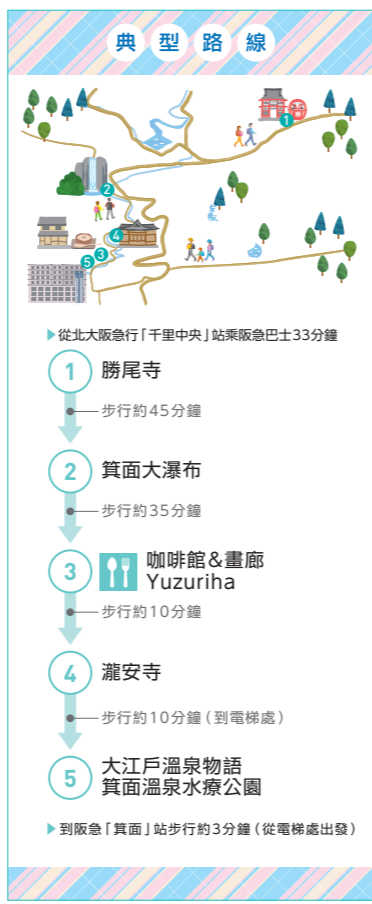 典型路線
1
2
4
3
5
▶從北大阪急行「千里中央」站乘阪急巴士33分鐘
1 勝尾寺
步行約45分鐘
2 箕面大瀑布
步行約35分鐘
3 咖啡館&畫廊
Yuzuriha
步行約10分鐘
4 瀧安寺
步行約10分鐘(到電梯處)
5 大江戶溫泉物語
箕面溫泉水療公園
▶到阪急「箕面」站步行約3分鐘(從電梯處出發)